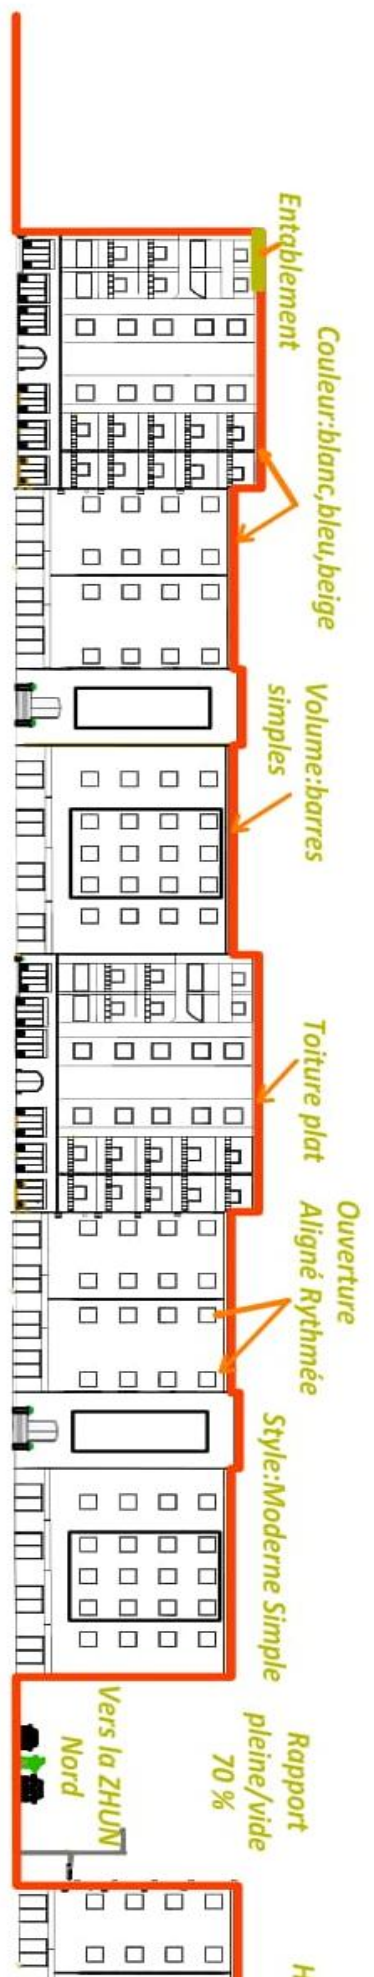 Entablement
Couleur:blanc,bleu,beige
Volume:barres
simples
Toiture plat
Ouverture
Aligné Rythmée
Style:Moderne Simple
Rapport
pleine/vide
70 %
Vers la ZHUN
Nord
H